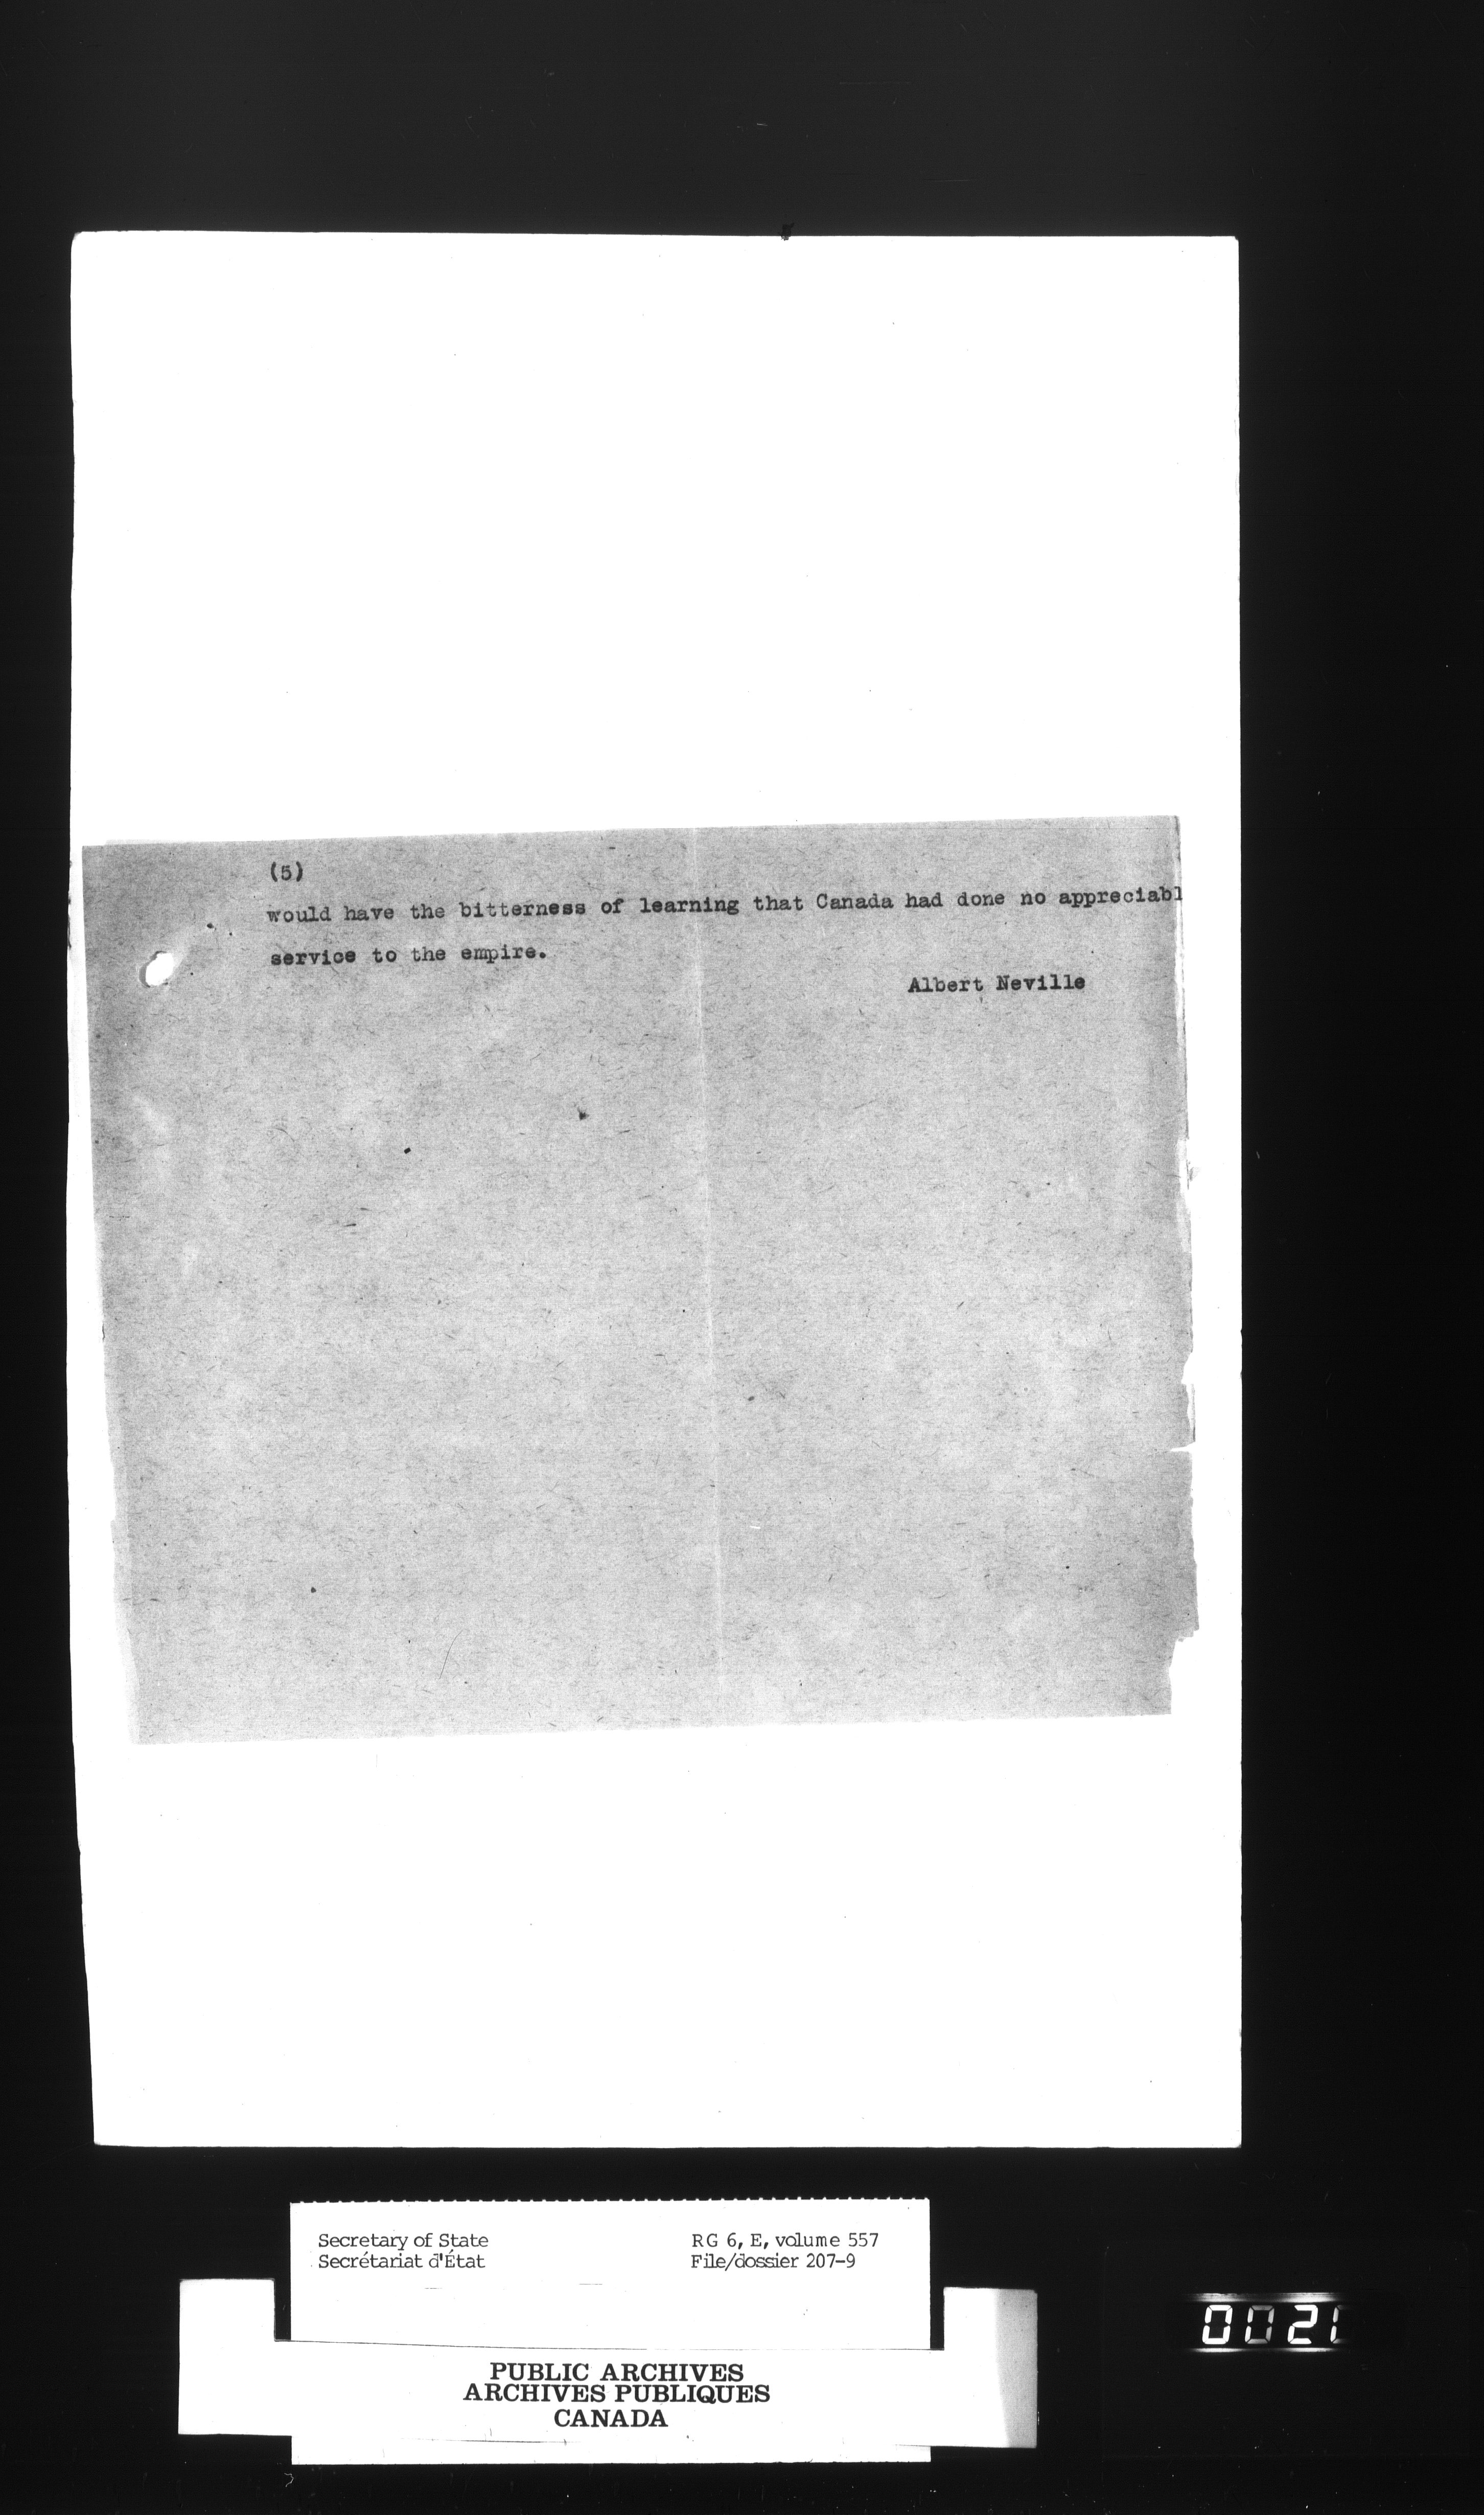 (5)
would have the bitterness of learning that Canada had done no appreciabl
service to the empire.
Albert Neville
Secretary of State
Secrétariat d'État
RG 6, E, volume 557
File/dossier 207-9
PUBLIC ARCHIVES
ARCHIVES PUBLIQUES
CANADA
0021